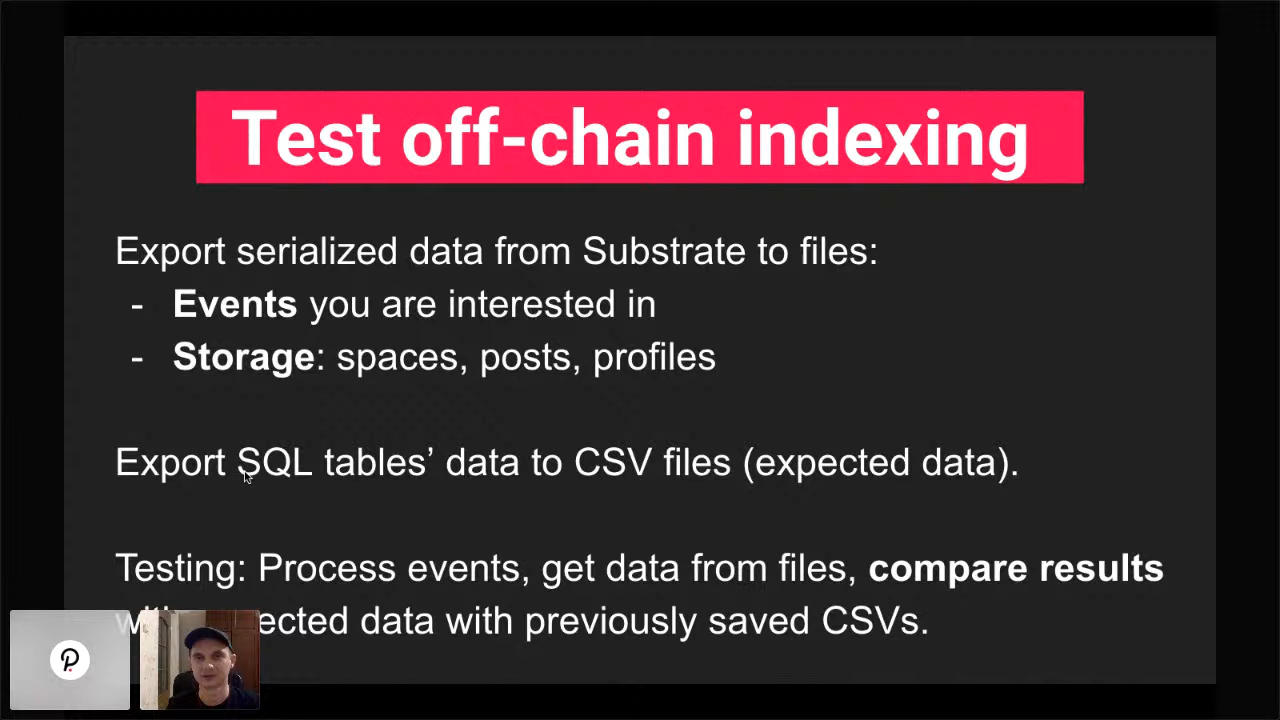 Test off-chain indexing
Export serialized data from Substrate to files:
- Events you are interested in
- Storage: spaces, posts, profiles
Export SQL tables’ data to CSV files (expected data).
Testing: Process events, get data from files, compare results
data with previously saved CSVs.